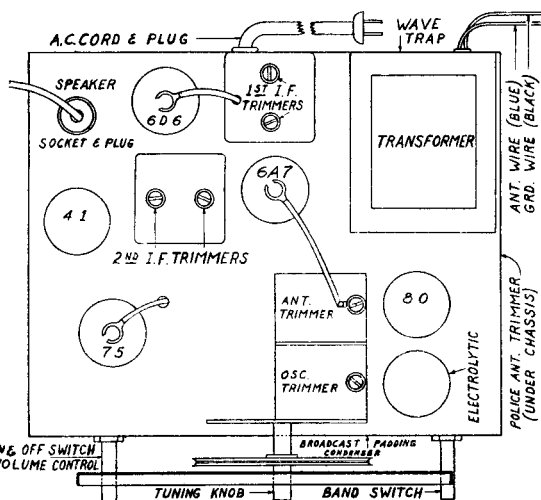 A.C. CORD & PLUG
WAVE
TRAP
SPEAKER
SOCKET & PLUG
6D6
1ST I.F.
TRIMMERS
TRANSFORMER
ANT. WIRE (BLUE)
GRD. WIRE (BLACK)
6A7
41
2ND I.F. TRIMMERS
75
ANT.
TRIMMER
80
OSC.
TRIMMER
ELECTROLYTIC
POLICE ANT. TRIMMER
(UNDER CHASSIS)
N & OFF SWITCH
VOLUME CONTROL
BROADCAST PADDING
CONDENSER
TUNING KNOB
BAND SWITCH